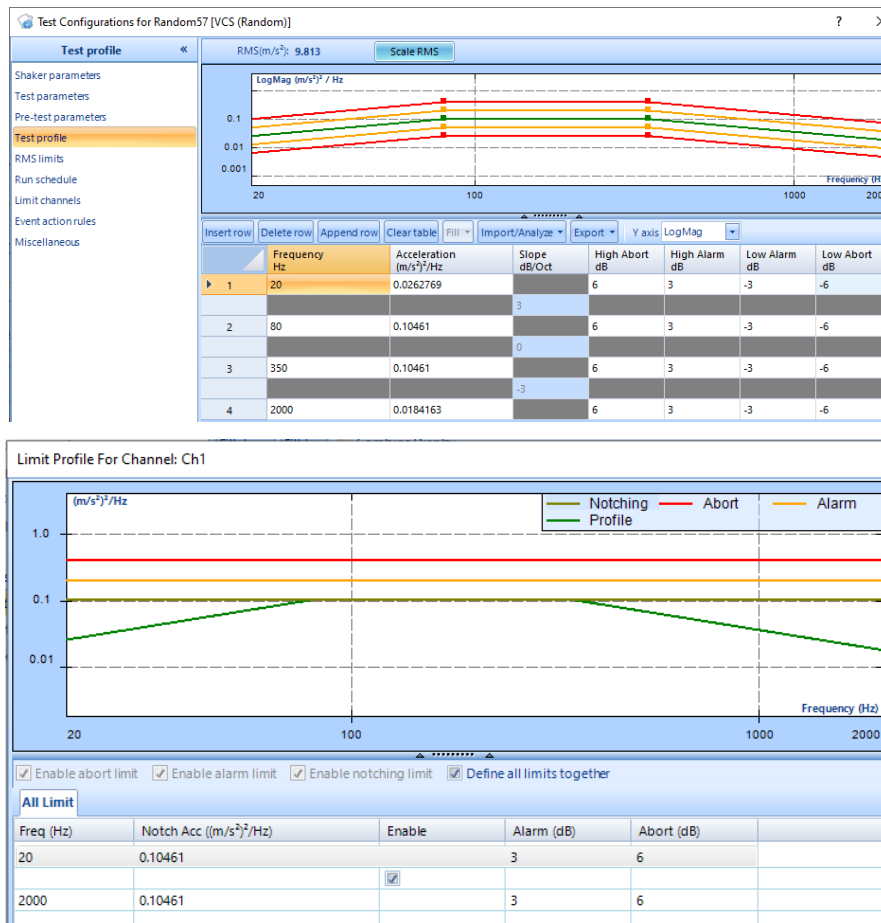 Test Configurations for Random57 [VCS (Random)] ?
Test profile «
Shaker parameters
Test parameters
Pre-test parameters
Test profile
RMS limits
Run schedule
Limit channels
Event action rules
Miscellaneous
RMS(m/s²): 9.813 Scale RMS
LogMag (m/s²)² / Hz
0.1
0.01
0.001
Frequency (H
20 100 1000 200
Insert row Delete row Append row Clear table Fill Import/Analyze Export Y axis LogMag
Frequency Acceleration Slope High Abort High Alarm Low Alarm Low Abort
Hz (m/s²)²/Hz dB/Oct dB dB dB dB
1 20 0.0262769 6 3 -3 -6
3
2 80 0.10461 6 3 -3 -6
0
3 350 0.10461 6 3 -3 -6
-3
4 2000 0.0184163 6 3 -3 -6
Limit Profile For Channel: Ch1
(m/s²)²/Hz
Notching Abort Alarm
Profile
1.0
0.1
0.01
Frequency (Hz)
20 100 1000 2000
Enable abort limit Enable alarm limit Enable notching limit Define all limits together
All Limit
Freq (Hz) Notch Acc ((m/s²)²/Hz) Enable Alarm (dB) Abort (dB)
20 0.10461 3 6
2000 0.10461 3 6